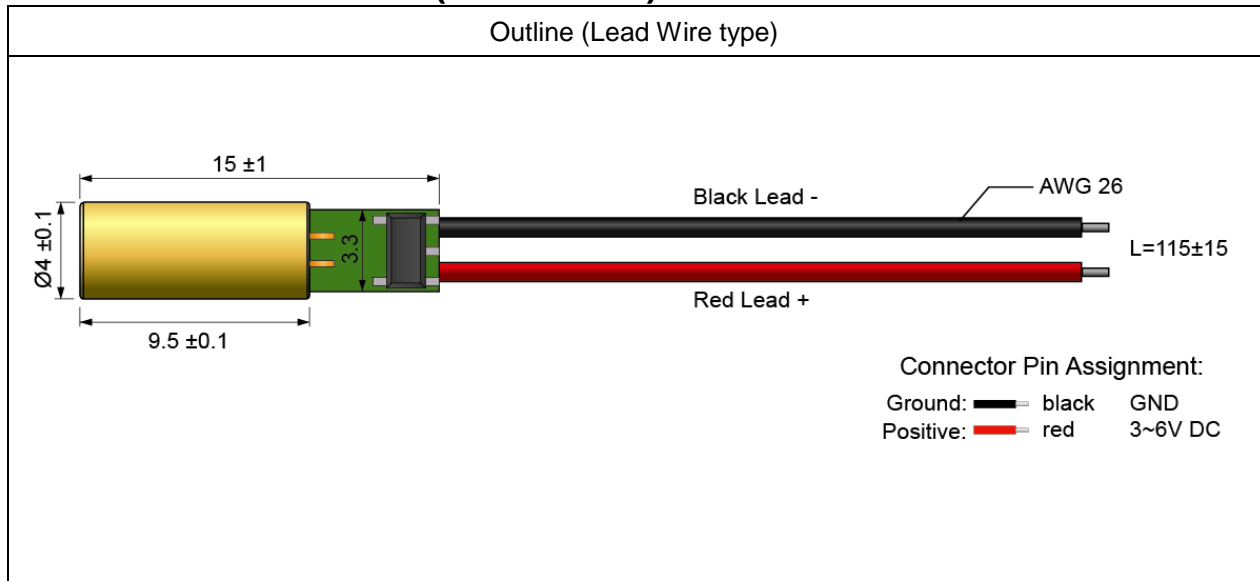 Outline (Lead Wire type)
15 ±1
Black Lead -
AWG 26
Ø4 ±0.1
3.3
L=115±15
Red Lead +
9.5 ±0.1
Connector Pin Assignment:
Ground: black GND
Positive: red 3~6V DC